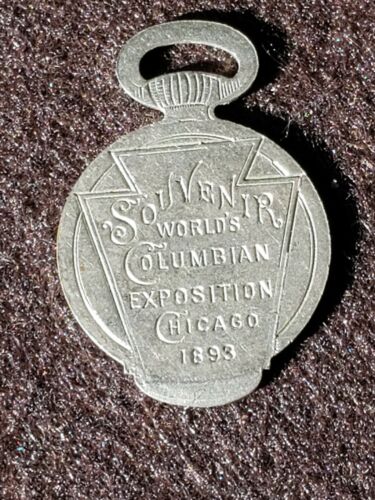 SOUVENIR
WORLD'S
COLUMBIAN
EXPOSITION
CHICAGO
1893